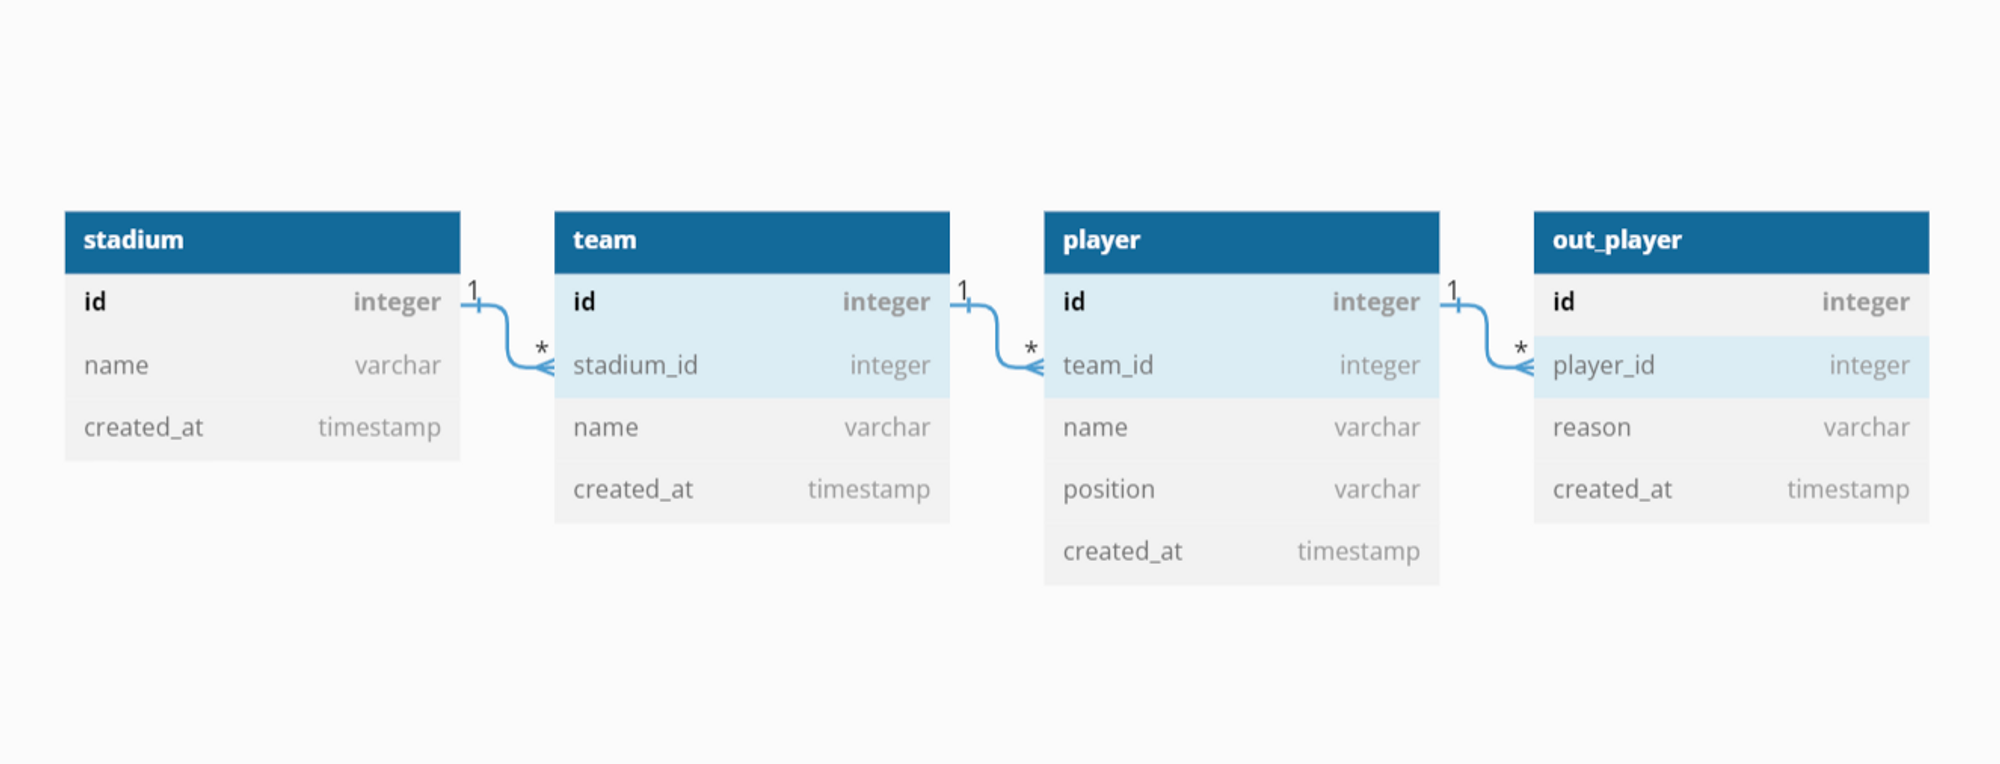 stadium
id integer
name varchar
created_at timestamp
1
*
team
id integer
stadium_id integer
name varchar
created_at timestamp
1
*
player
id integer
team_id integer
name varchar
position varchar
created_at timestamp
1
*
out_player
id integer
player_id integer
reason varchar
created_at timestamp